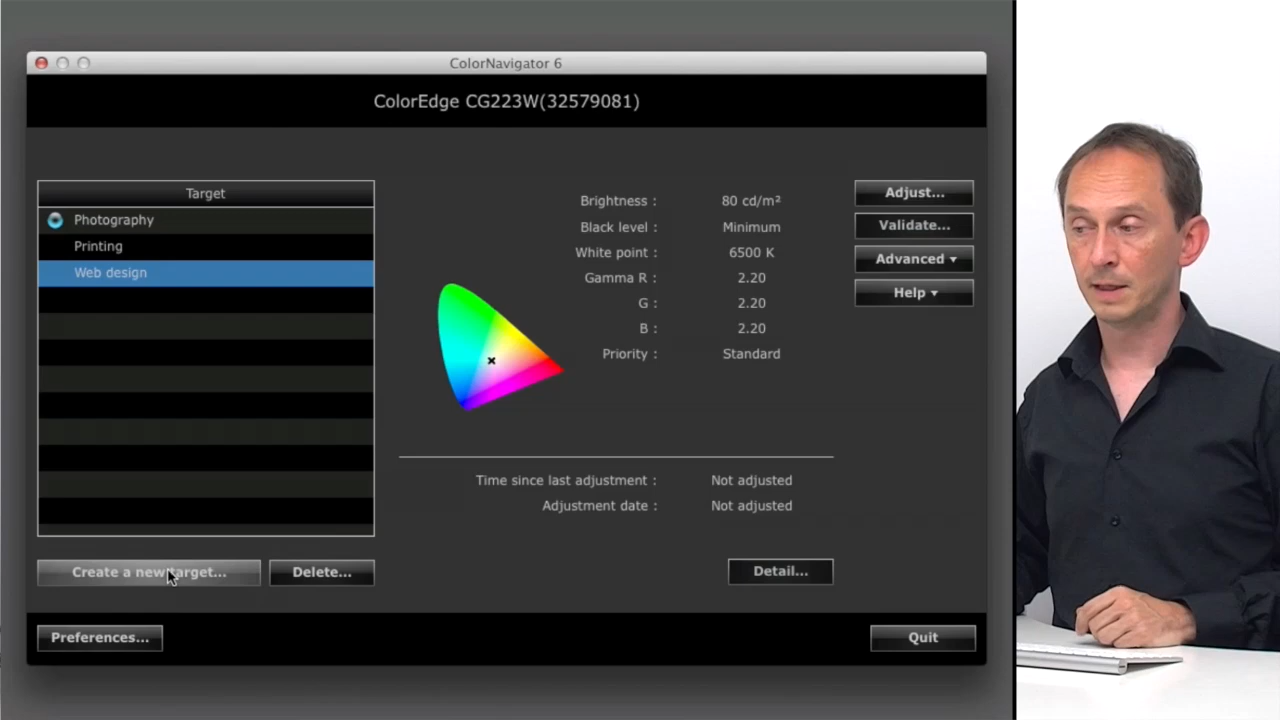 ColorNavigator 6
ColorEdge CG223W(32579081)
Target
Photography
Printing
Web design
Brightness : 80 cd/m²
Black level : Minimum
White point : 6500 K
Gamma R : 2.20
G : 2.20
B : 2.20
Priority : Standard
Time since last adjustment : Not adjusted
Adjustment date : Not adjusted
Adjust...
Validate...
Advanced
Help
Create a new target...
Delete...
Detail...
Preferences...
Quit